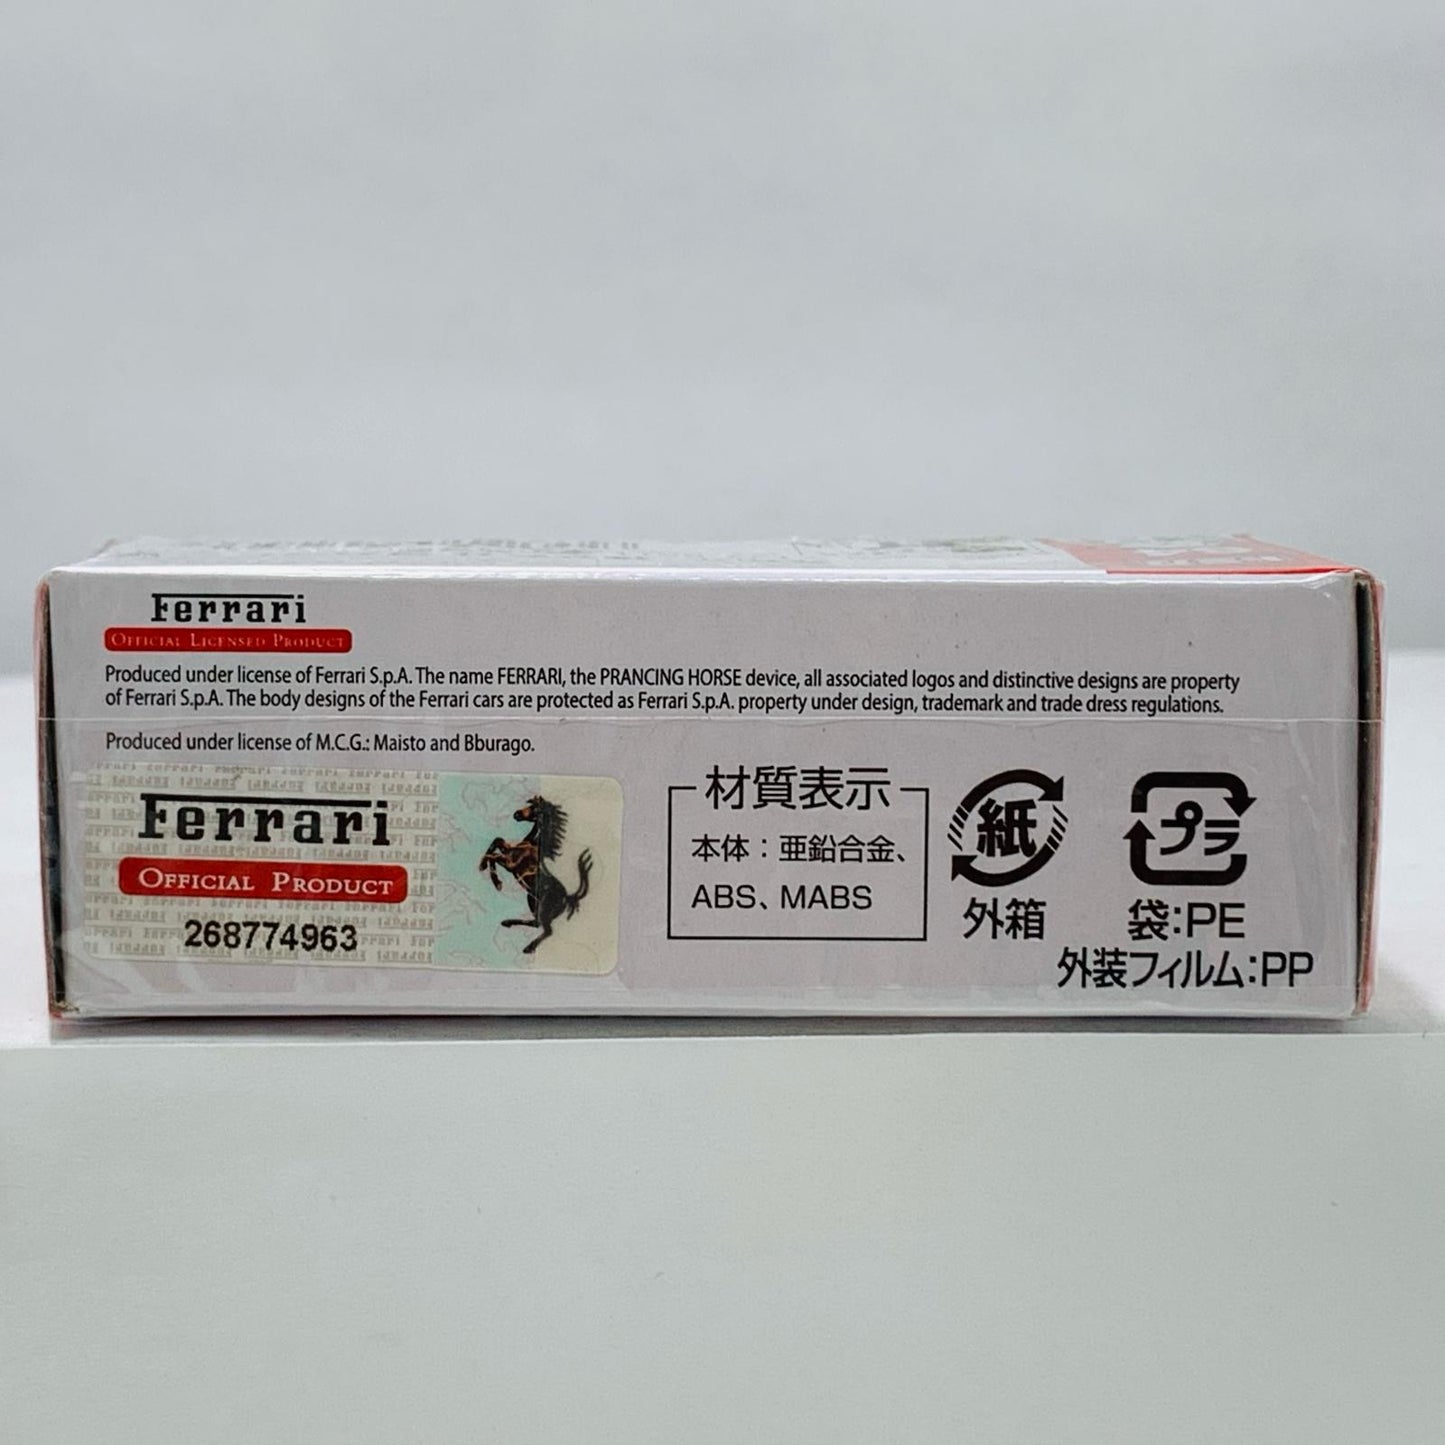 Ferrari
OFFICIAL LICENSED PRODUCT
Produced under license of Ferrari S.p.A. The name FERRARI, the PRANCING HORSE device, all associated logos and distinctive designs are property
of Ferrari S.p.A. The body designs of the Ferrari cars are protected as Ferrari S.p.A. property under design, trademark and trade dress regulations.
Produced under license of M.C.G.: Maisto and Bburago.
Ferrari
OFFICIAL PRODUCT
268774963
材質表示
本体：亜鉛合金、
ABS、MABS
紙
外箱
プラ
袋:PE
外装フィルム:PP